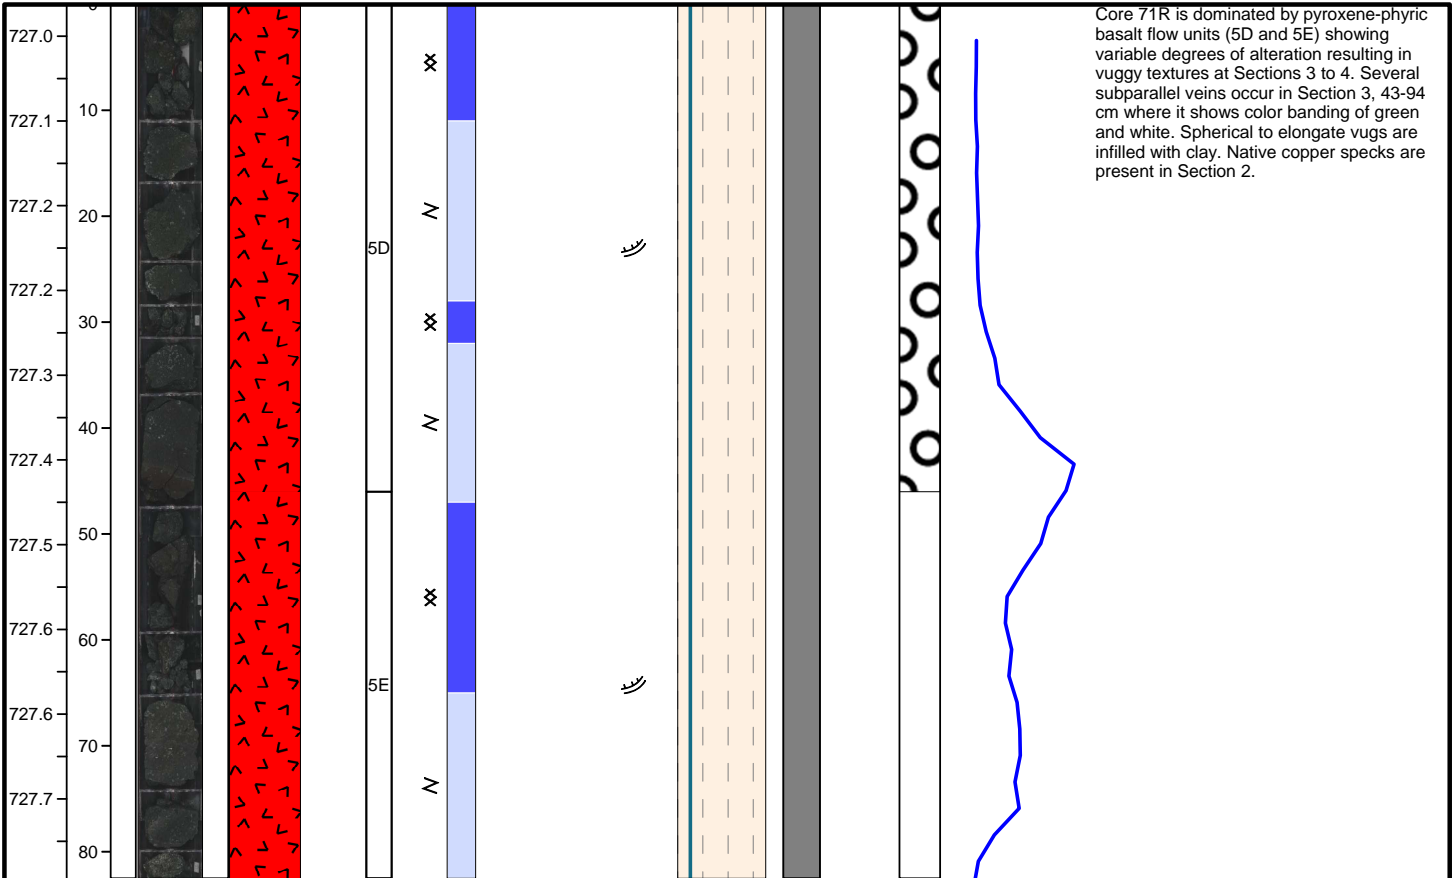 Core 71R is dominated by pyroxene-phyric
basalt flow units (5D and 5E) showing
variable degrees of alteration resulting in
vuggy textures at Sections 3 to 4. Several
subparallel veins occur in Section 3, 43-94
cm where it shows color banding of green
and white. Spherical to elongate vugs are
infilled with clay. Native copper specks are
present in Section 2.
727.0
10
727.1
727.2
20
5D
727.2
30
727.3
40
727.4
50
727.5
727.6
60
5E
727.6
70
727.7
80